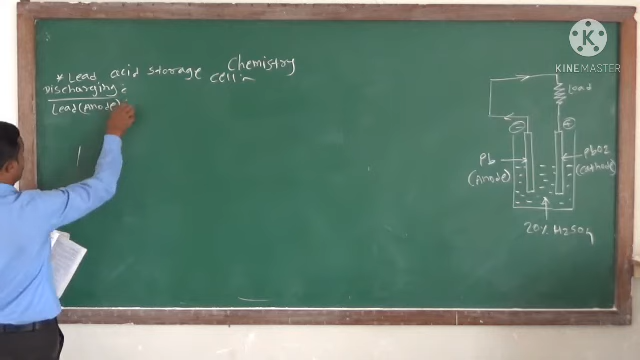 Chemistry
* Lead acid storage cell:-
Discharging:-
Lead (Anode) :
Load
Pb
(Anode)
PbO2
(Cathode)
20% H2SO4
KINEMASTER